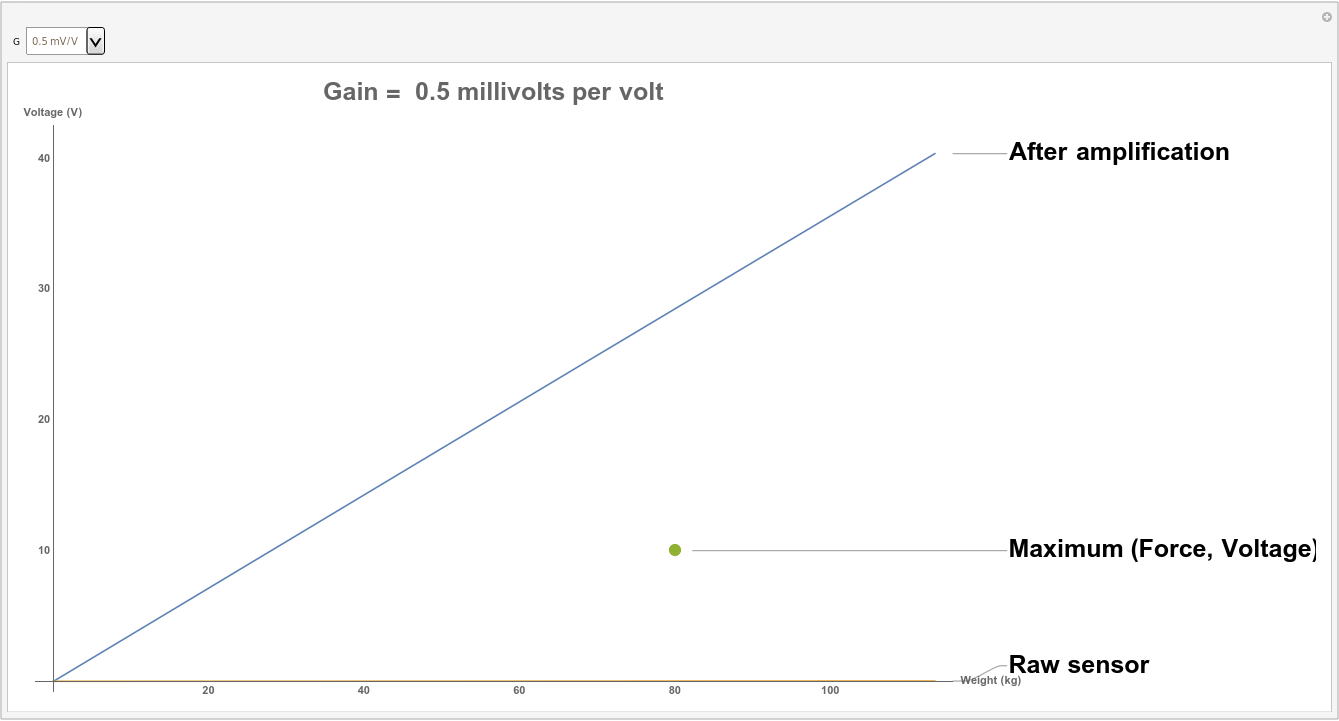 G 0.5 mV/V
Gain = 0.5 millivolts per volt
Voltage (V)
40
30
20
10
After amplification
Maximum (Force, Voltage)
Raw sensor
Weight (kg)
20 40 60 80 100